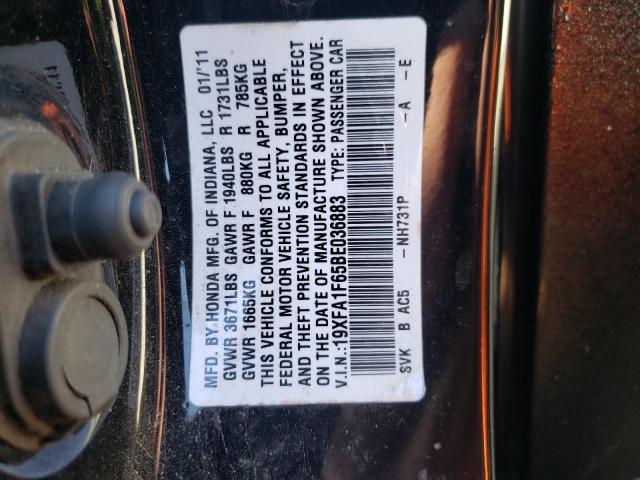 MFD. BY HONDA MFG. OF INDIANA, LLC 01/'11
GVWR 3671LBS GAWR F 1940LBS R 1731LBS
GVWR 1665KG GAWR F 880KG R 785KG
THIS VEHICLE CONFORMS TO ALL APPLICABLE
FEDERAL MOTOR VEHICLE SAFETY, BUMPER,
AND THEFT PREVENTION STANDARDS IN EFFECT
ON THE DATE OF MANUFACTURE SHOWN ABOVE.
V.I.N.:19XFA1F65BE036883 TYPE: PASSENGER CAR
SVK B AC5 -NH731P -A -E